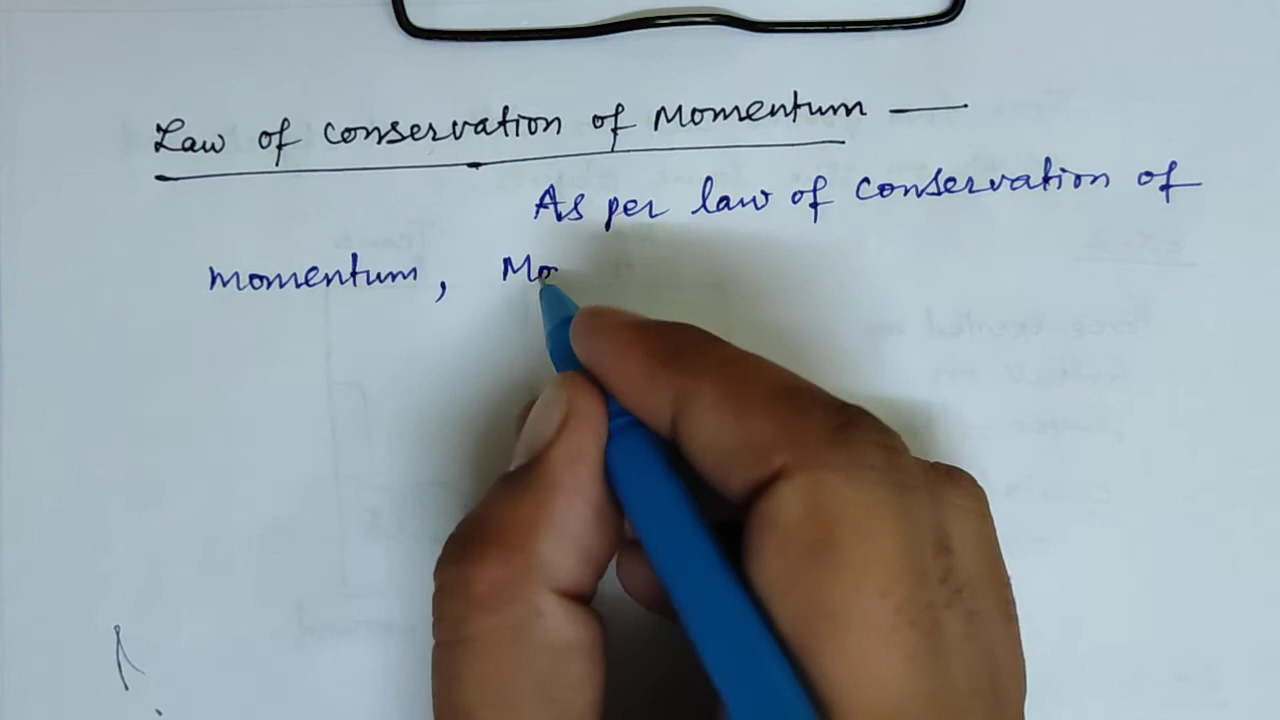 Law of conservation of Momentum —
As per law of conservation of
momentum, Mo